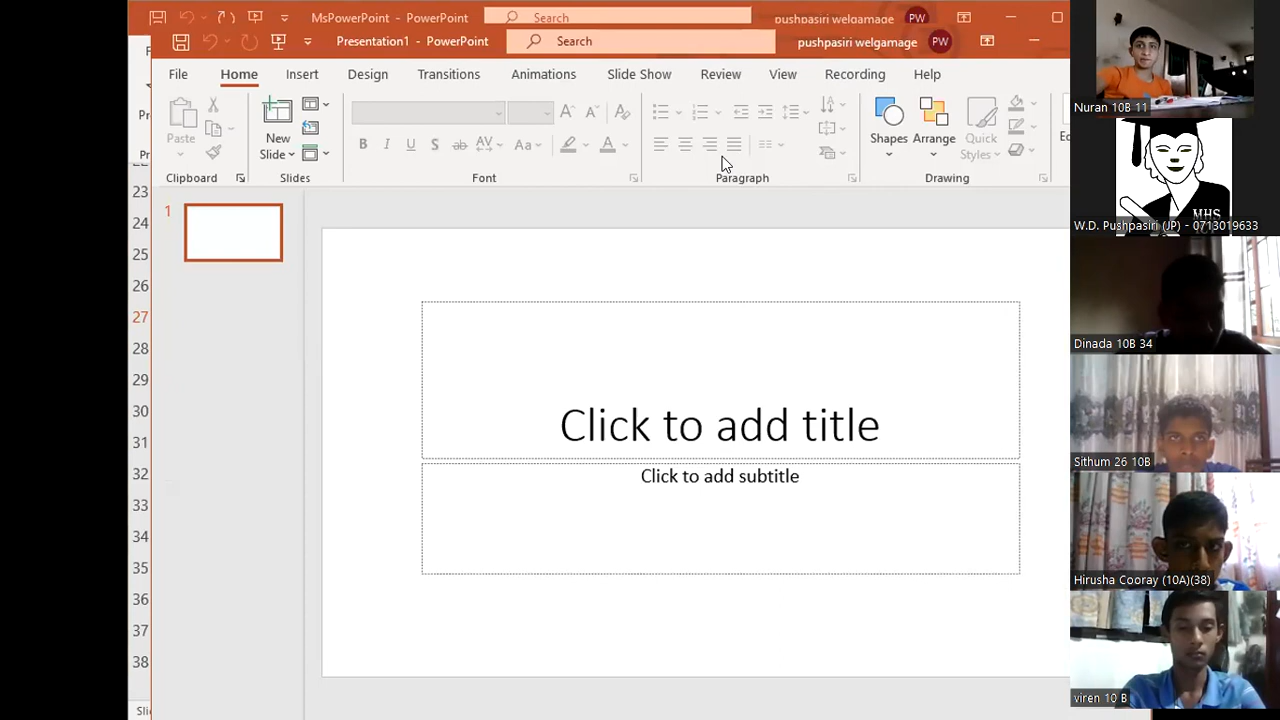 MsPowerPoint - PowerPoint
Search
pushpasiri welgamage
PW
Presentation1 - PowerPoint
Search
pushpasiri welgamage
PW
File
Home
Insert
Design
Transitions
Animations
Slide Show
Review
View
Recording
Help
Paste
New
Slide
Shapes
Arrange
Quick
Styles
Clipboard
Slides
Font
Paragraph
Drawing
1
23
24
25
26
27
28
29
30
31
32
33
34
35
36
37
38
Click to add title
Click to add subtitle
Nuran 10B 11
MHS
W.D. Pushpasiri (JP) - 0713019633
Dinada 10B 34
Sithum 26 10B
Hirusha Cooray (10A)(38)
viren 10 B